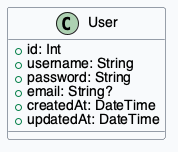 C User
id: Int
username: String
password: String
email: String?
createdAt: DateTime
updatedAt: DateTime